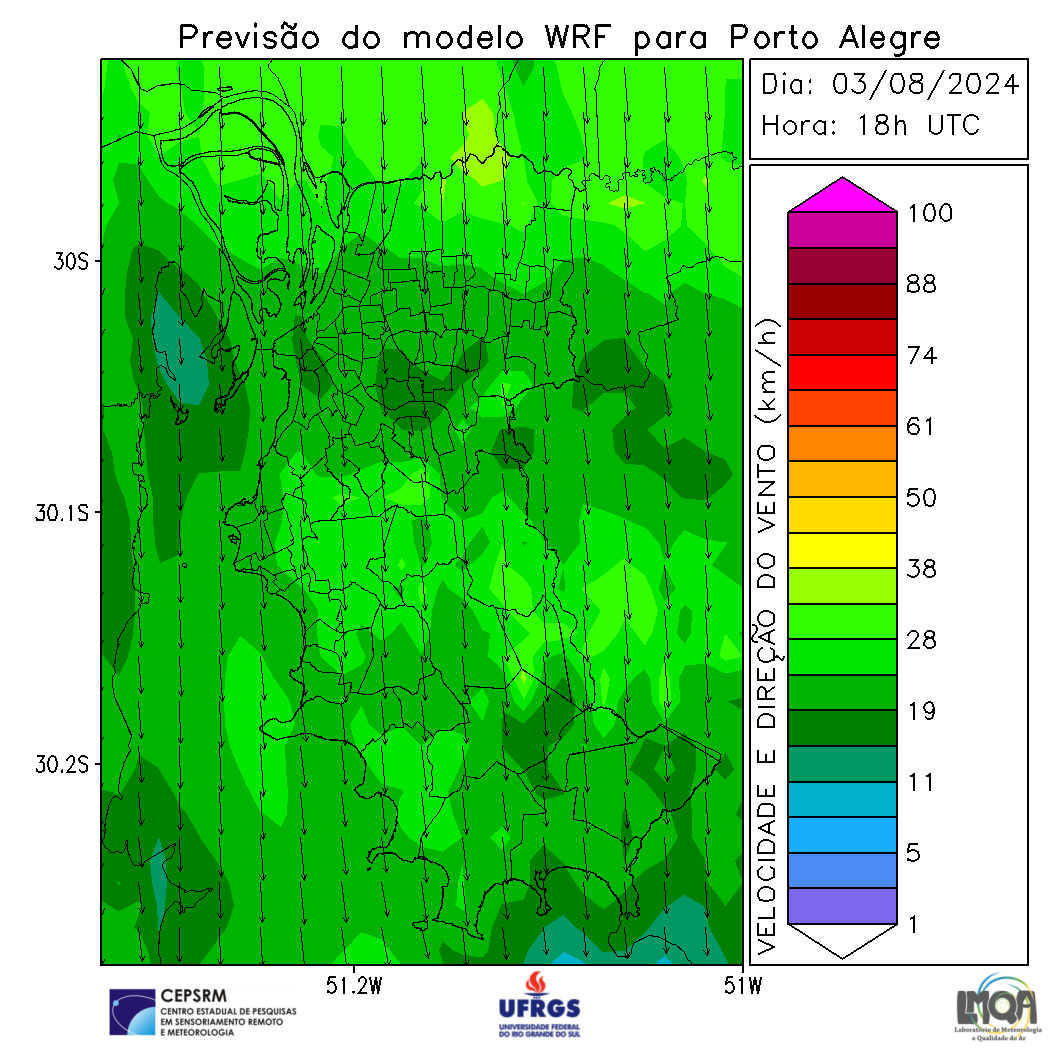 Previsão do modelo WRF para Porto Alegre
Dia: 03/08/2024
Hora: 18h UTC
30S
30.1S
30.2S
51.2W
51W
VELOCIDADE E DIREÇÃO DO VENTO (km/h)
100
88
74
61
50
38
28
19
11
5
1
CEPSRM
CENTRO ESTADUAL DE PESQUISAS
EM SENSORIAMENTO REMOTO
E METEOROLOGIA
UFRGS
UNIVERSIDADE FEDERAL
DO RIO GRANDE DO SUL
LMQA
Laboratório de Meteorologia
e Qualidade do Ar